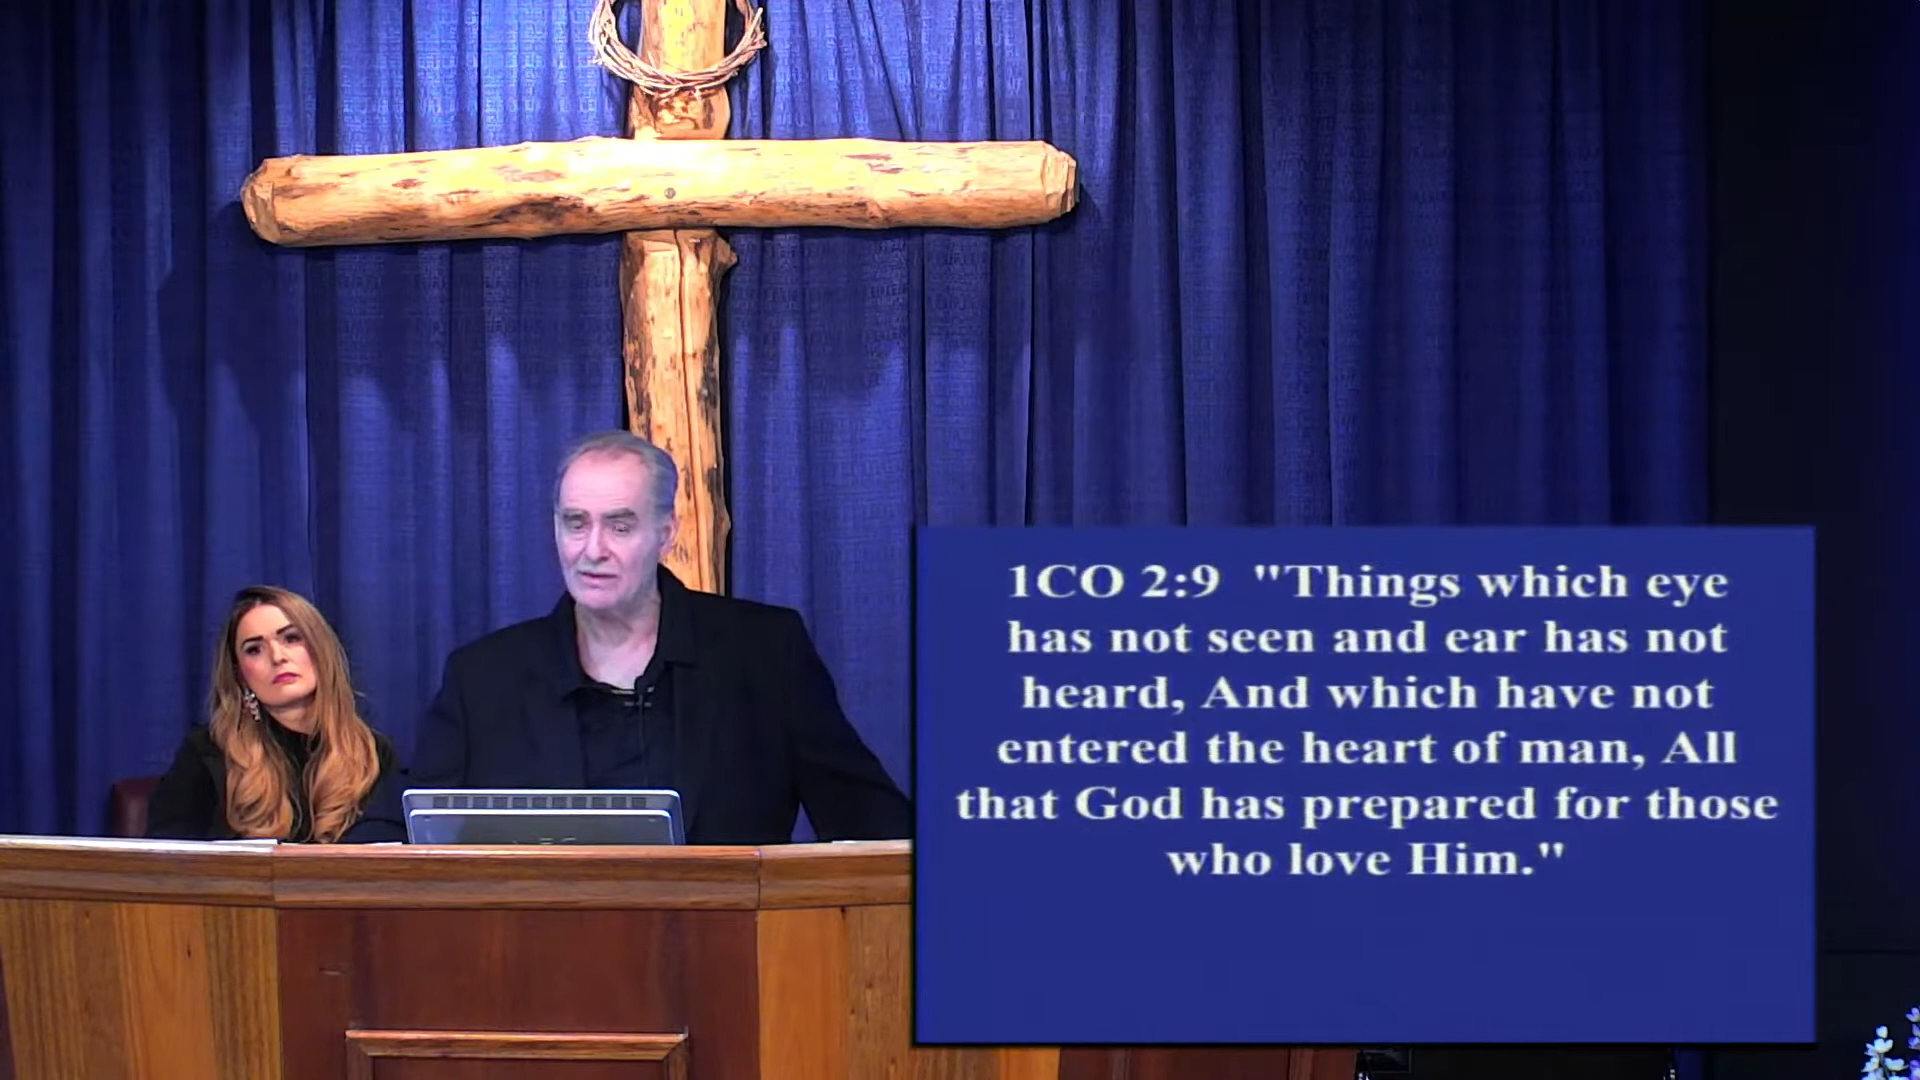 1CO 2:9 "Things which eye
has not seen and ear has not
heard, And which have not
entered the heart of man, All
that God has prepared for those
who love Him."